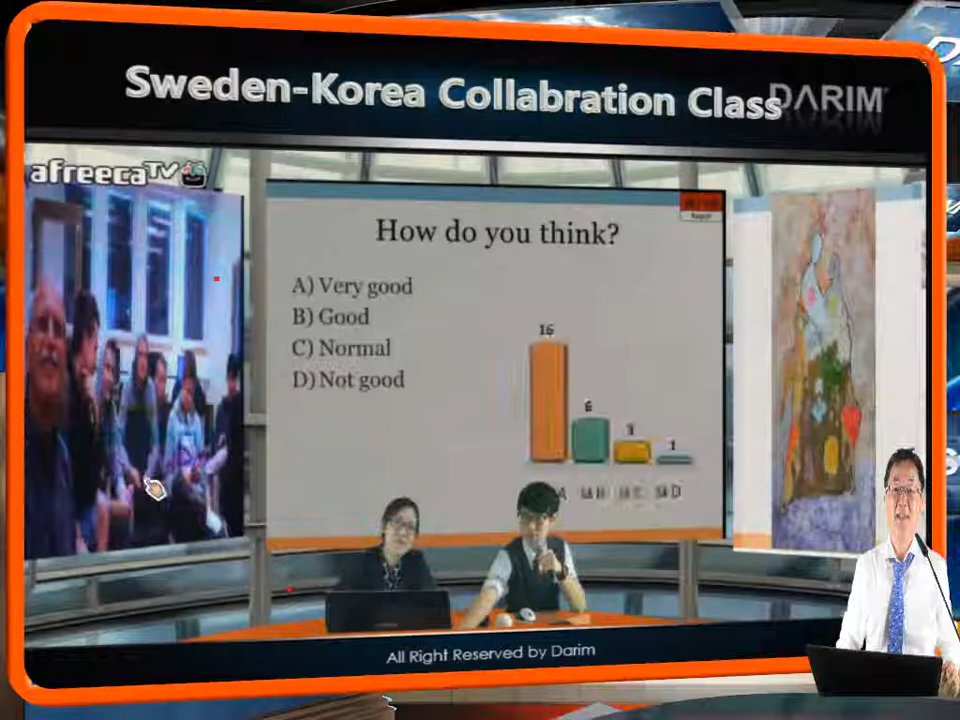 Sweden-Korea Collabration Class
DARIM
afreecaTV
How do you think?
A) Very good
B) Good
C) Normal
D) Not good
16
6
3
1
A B C D
All Right Reserved by Darim